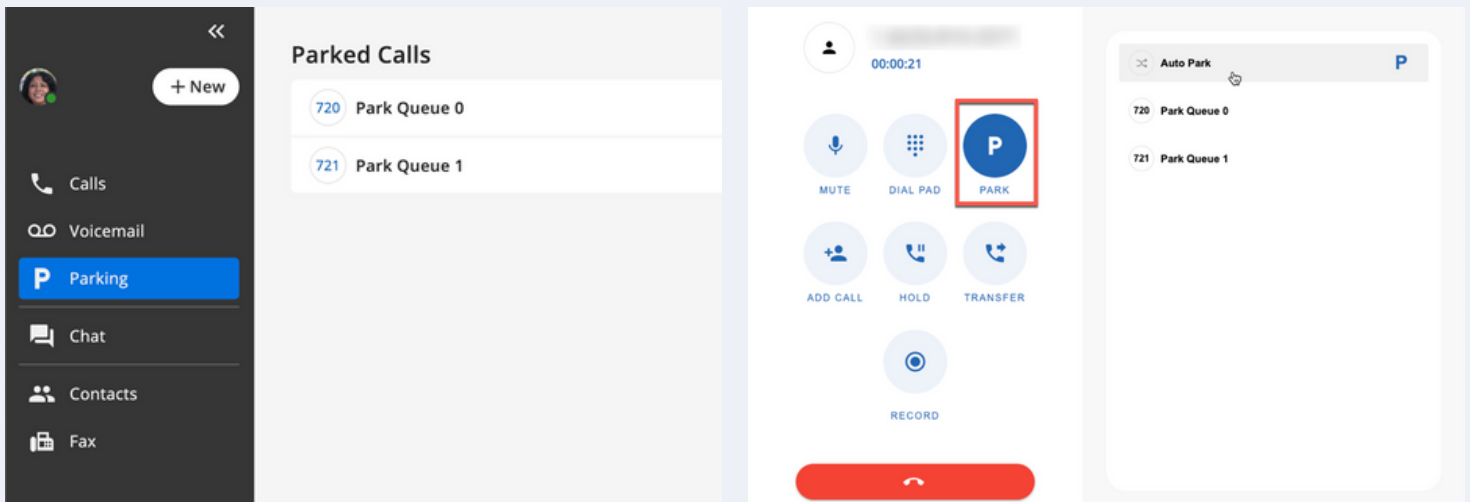 + New
Calls
Voicemail
P Parking
Chat
Contacts
Fax
Parked Calls
720 Park Queue 0
721 Park Queue 1
00:00:21
P
MUTE DIAL PAD PARK
ADD CALL HOLD TRANSFER
RECORD
Auto Park P
720 Park Queue 0
721 Park Queue 1